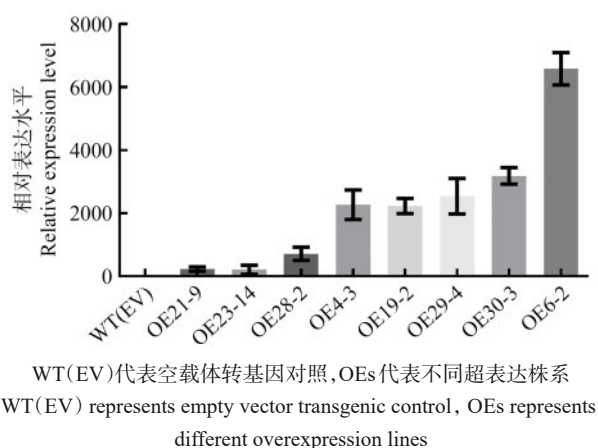 8000
6000
4000
2000
0
相对表达水平
Relative expression level
WT(EV)
OE21-9
OE23-14
OE28-2
OE4-3
OE19-2
OE29-4
OE30-3
OE6-2
WT(EV)代表空载体转基因对照,OEs代表不同超表达株系
WT(EV) represents empty vector transgenic control, OEs represents
different overexpression lines